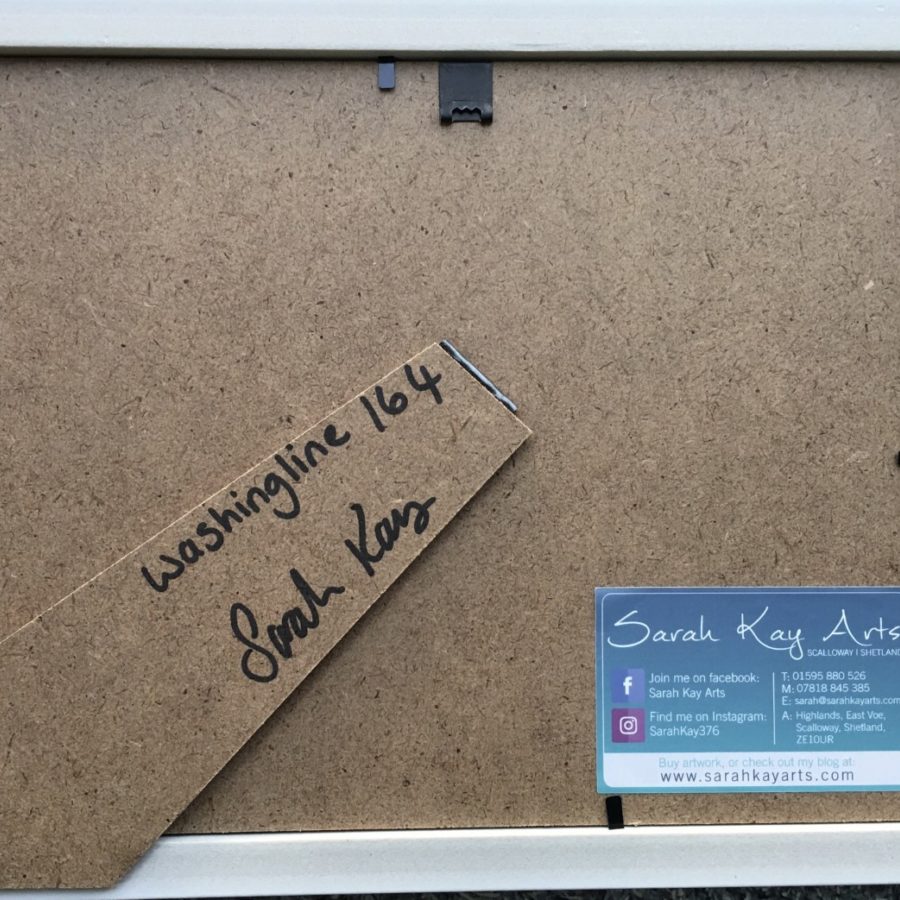 washingline 164
Sarah Kay
Sarah Kay Arts
SCALLOWAY | SHETLAND
Join me on facebook:
Sarah Kay Arts
Find me on Instagram:
SarahKay376
T: 01595 880 526
M: 07818 845 385
E: sarah@sarahkayarts.com
A: Highlands, East Voe,
Scalloway, Shetland,
ZE10UR
Buy artwork, or check out my blog at:
www.sarahkayarts.com